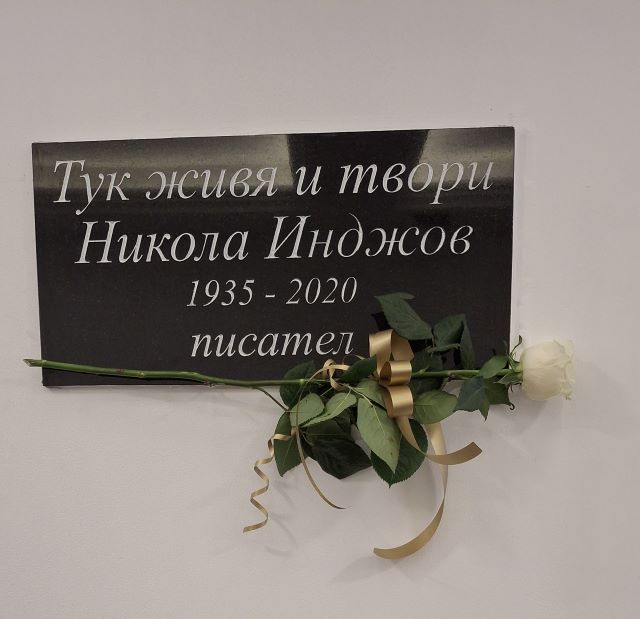 Тук живя и твори
Никола Инджов
1935 - 2020
писател